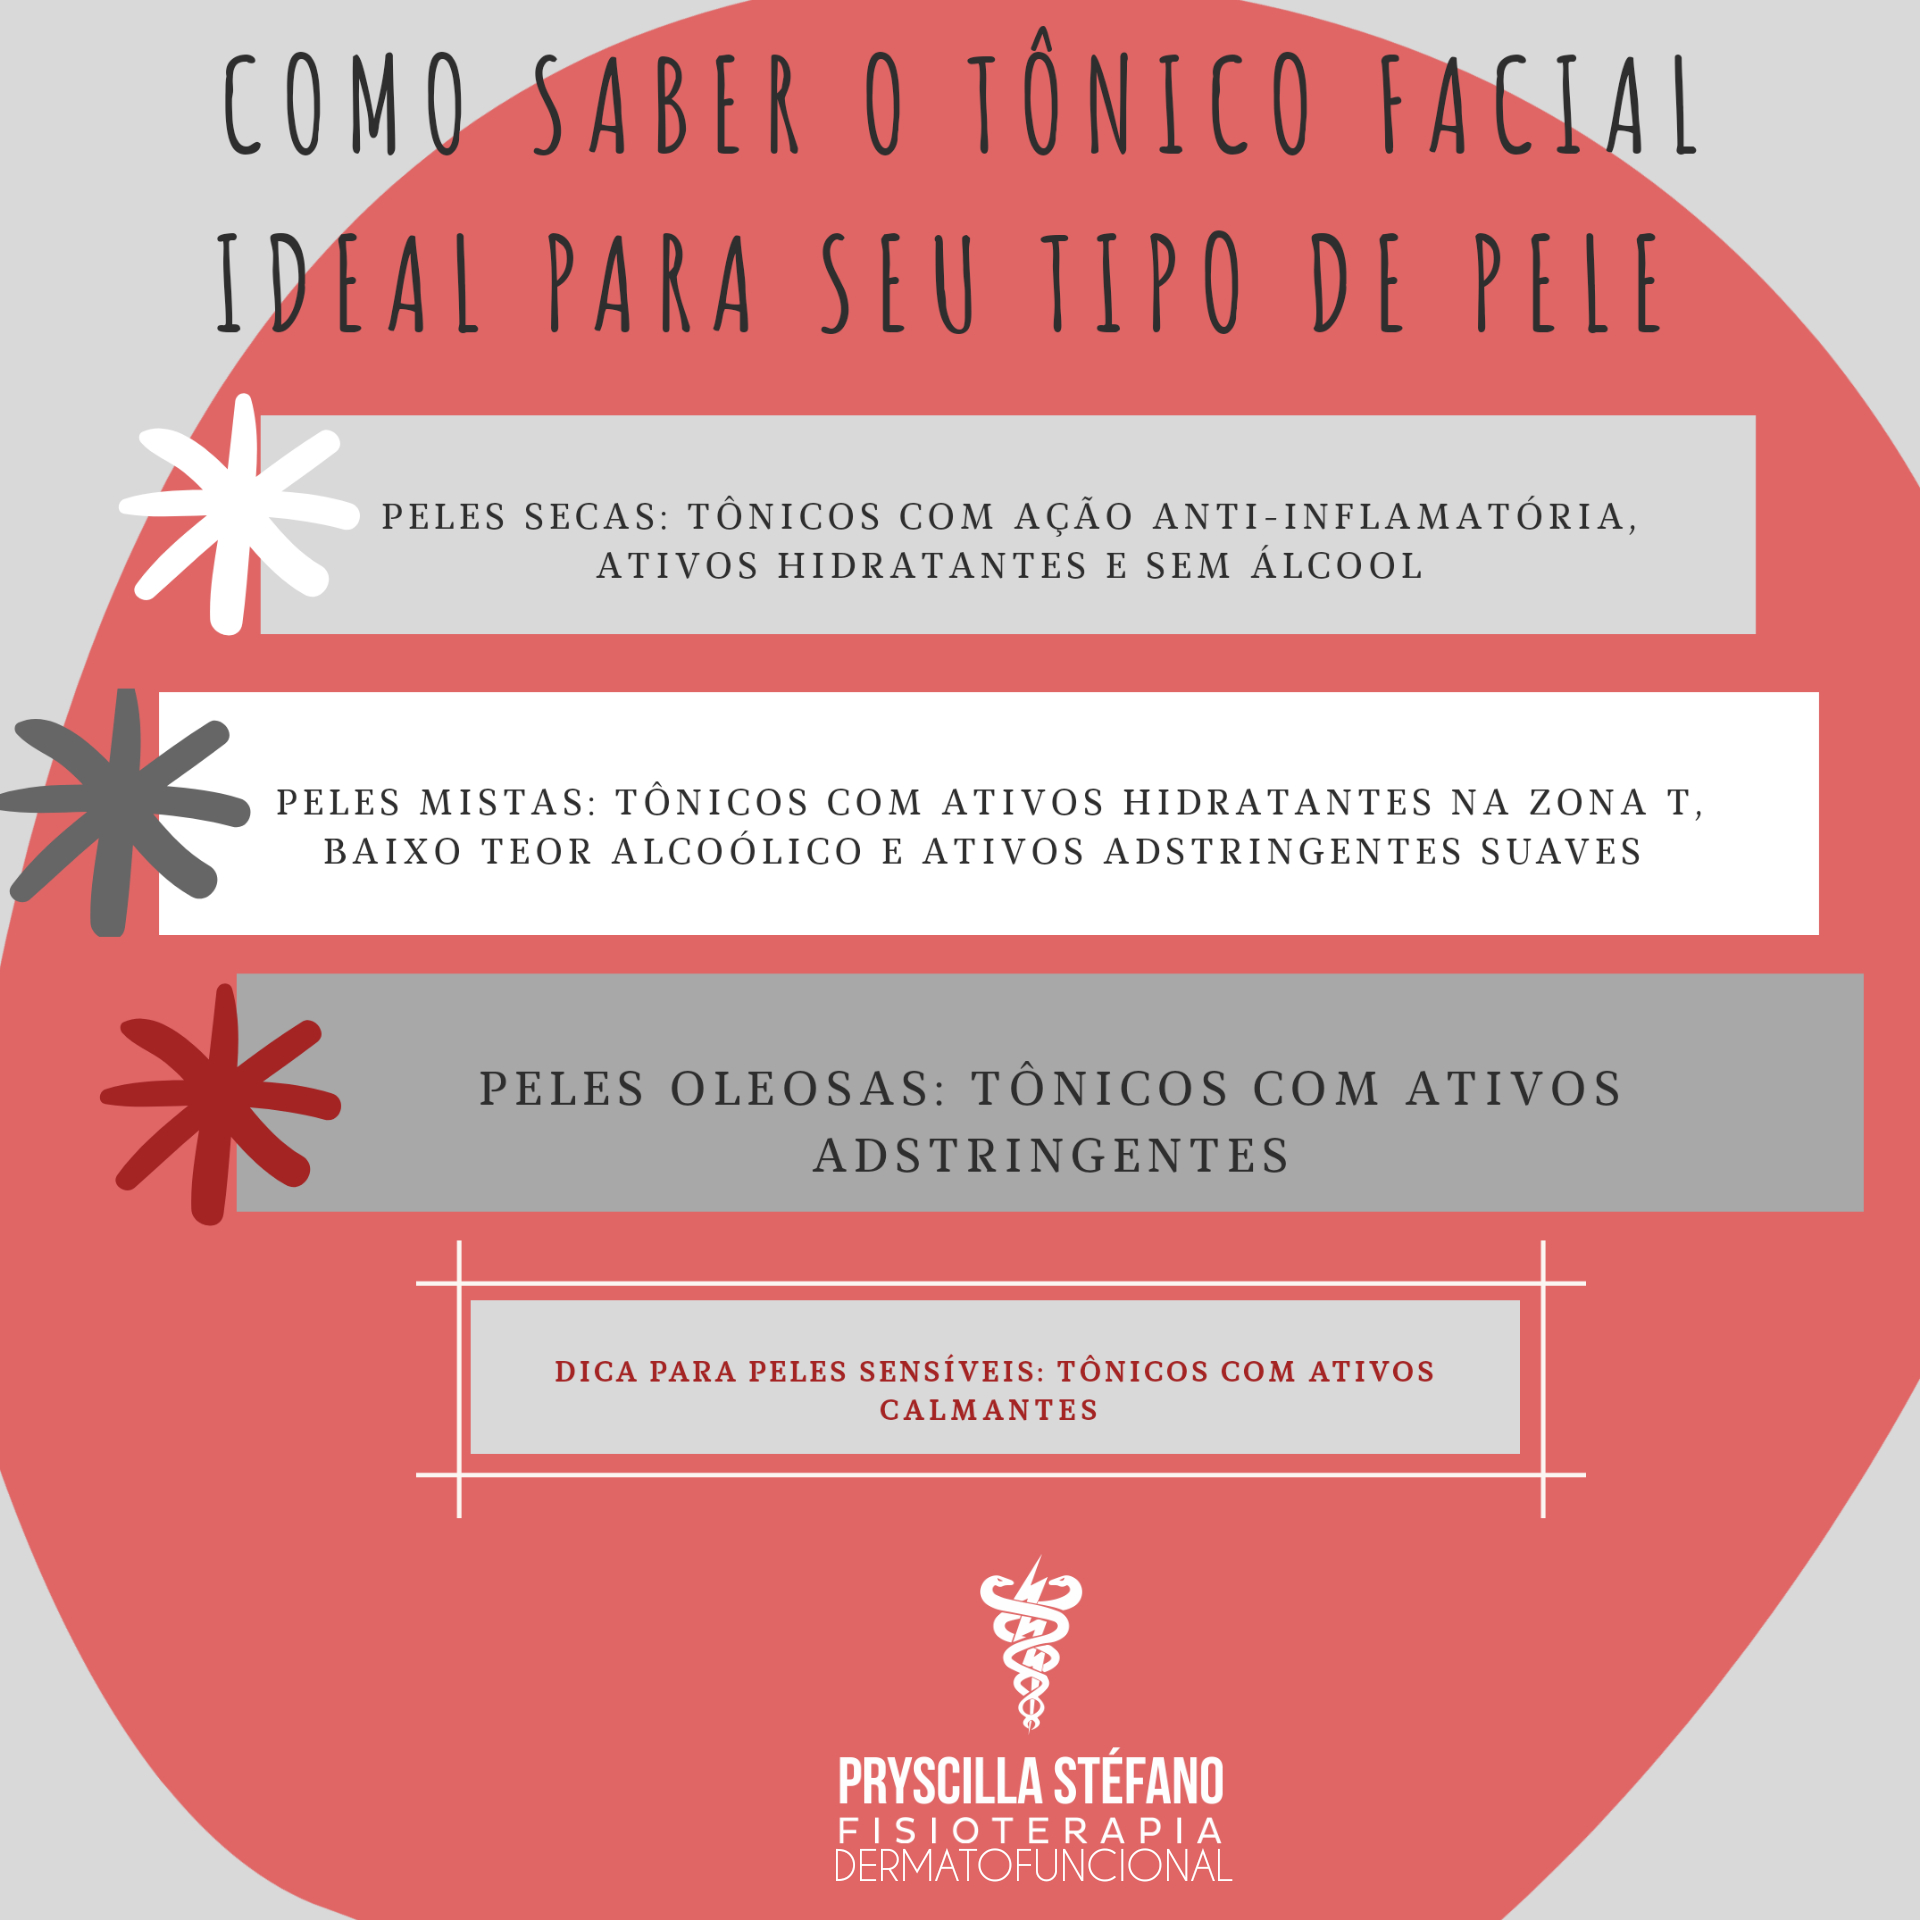 COMO SABER O TÔNICO FACIAL
IDEAL PARA SEU TIPO DE PELE
PELES SECAS: TÔNICOS COM AÇÃO ANTI-INFLAMATÓRIA,
ATIVOS HIDRATANTES E SEM ÁLCOOL
PELES MISTAS: TÔNICOS COM ATIVOS HIDRATANTES NA ZONA T,
BAIXO TEOR ALCOÓLICO E ATIVOS ADSTRINGENTES SUAVES
PELES OLEOSAS: TÔNICOS COM ATIVOS
ADSTRINGENTES
DICA PARA PELES SENSÍVEIS: TÔNICOS COM ATIVOS
CALMANTES
PRYSCILLA STÉFANO
FISIOTERAPIA
DERMATOFUNCIONAL